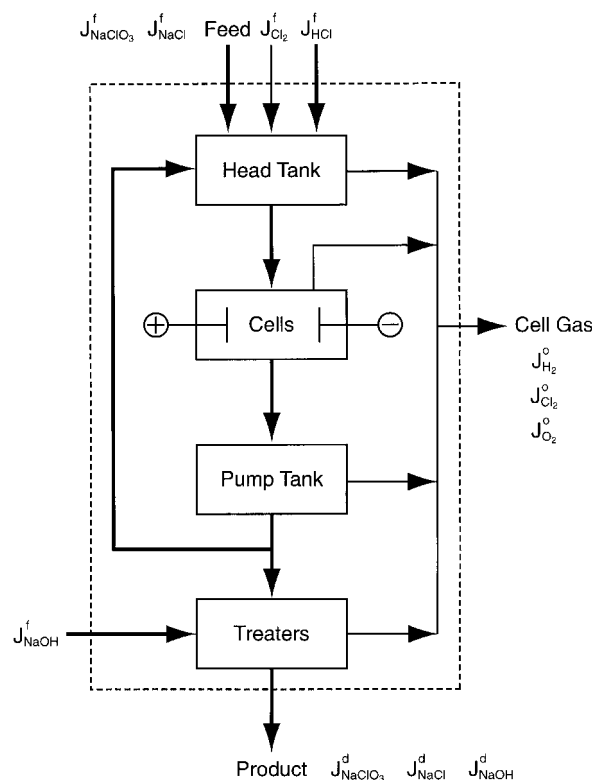 J^f_NaClO₃ J^f_NaCl Feed J^f_Cl₂ J^f_HCl
Head Tank
+ Cells −
Cell Gas
J^o_H₂
J^o_Cl₂
J^o_O₂
Pump Tank
J^f_NaOH Treaters
Product J^d_NaClO₃ J^d_NaCl J^d_NaOH